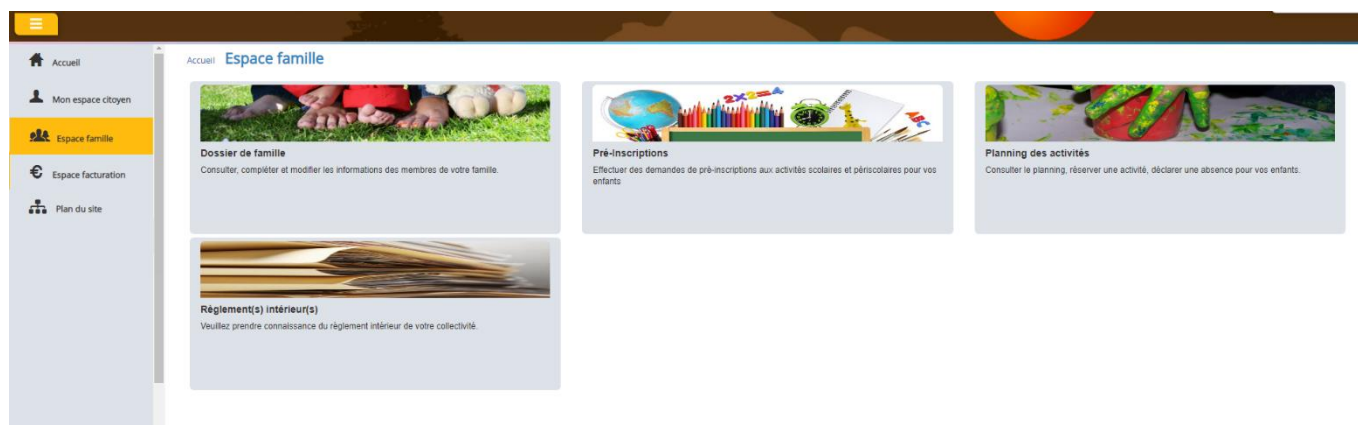 Accueil
Mon espace citoyen
Espace famille
Espace facturation
Plan du site
Accueil Espace famille
Dossier de famille
Consulter, compléter et modifier les informations des membres de votre famille.
2x2=4
ABC
Pré-Inscriptions
Effectuer des demandes de pré-inscriptions aux activités scolaires et périscolaires pour vos
enfants
Planning des activités
Consulter le planning, réserver une activité, déclarer une absence pour vos enfants.
Règlement(s) intérieur(s)
Veuillez prendre connaissance du règlement intérieur de votre collectivité.